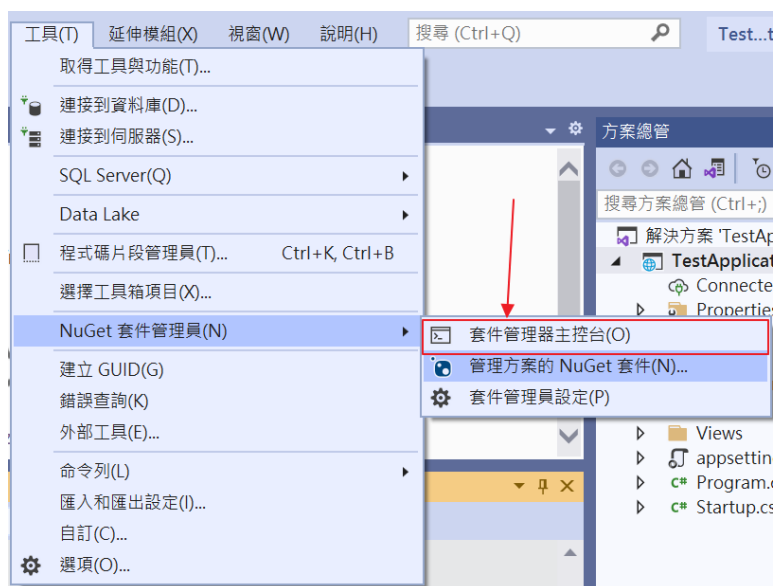 工具(T) 延伸模組(X) 視窗(W) 說明(H) 搜尋 (Ctrl+Q) Test...t
取得工具與功能(T)...
連接到資料庫(D)...
連接到伺服器(S)...
SQL Server(Q)
Data Lake
程式碼片段管理員(T)... Ctrl+K, Ctrl+B
選擇工具箱項目(X)...
NuGet 套件管理員(N)
建立 GUID(G)
錯誤查詢(K)
外部工具(E)...
命令列(L)
匯入和匯出設定(I)...
自訂(C)...
選項(O)...
套件管理器主控台(O)
管理方案的 NuGet 套件(N)...
套件管理員設定(P)
方案總管
搜尋方案總管 (Ctrl+;)
解決方案 'TestAp
TestApplicat
Connecte
Properties
Views
appsettin
C# Program.c
C# Startup.cs